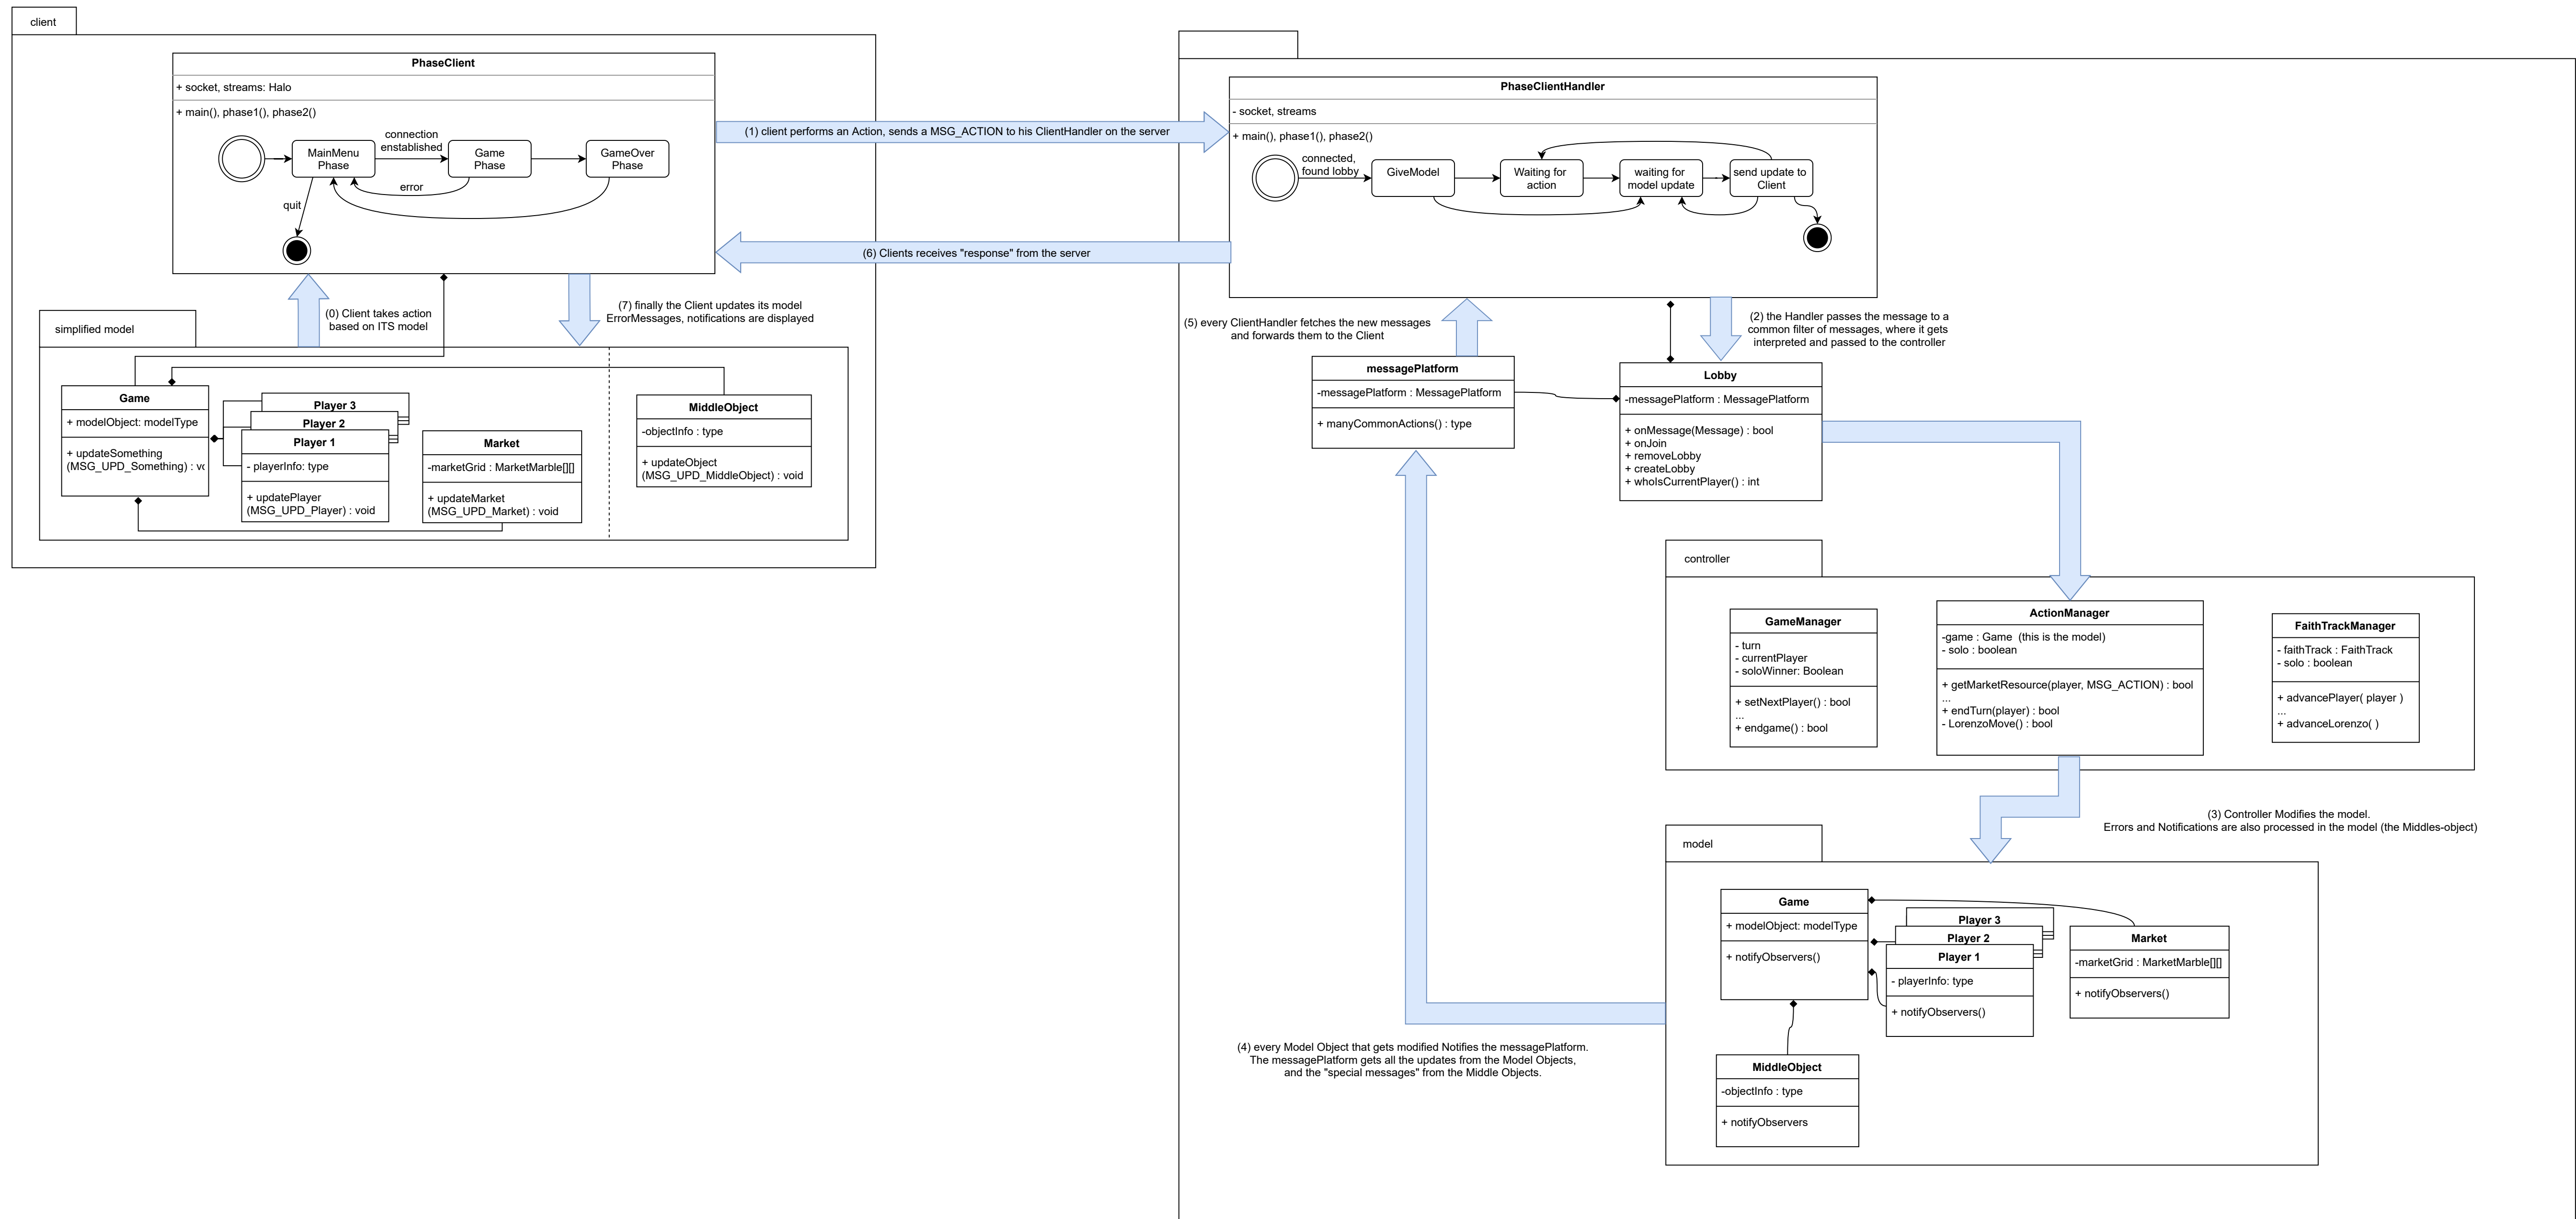 client
PhaseClient
+ socket, streams: Halo
+ main(), phase1(), phase2()
MainMenu
Phase
connection
enstablished
Game
Phase
GameOver
Phase
error
quit
(0) Client takes action
based on ITS model
(7) finally the Client updates its model
ErrorMessages, notifications are displayed
simplified model
Game
+ modelObject: modelType
+ updateSomething
(MSG_UPD_Something) : vo
Player 3
Player 2
Player 1
- playerInfo: type
+ updatePlayer
(MSG_UPD_Player) : void
Market
-marketGrid : MarketMarble[][]
+ updateMarket
(MSG_UPD_Market) : void
MiddleObject
-objectInfo : type
+ updateObject
(MSG_UPD_MiddleObject) : void
(1) client performs an Action, sends a MSG_ACTION to his ClientHandler on the server
(6) Clients receives "response" from the server
PhaseClientHandler
- socket, streams
+ main(), phase1(), phase2()
connected,
found lobby
GiveModel
Waiting for
action
waiting for
model update
send update to
Client
(5) every ClientHandler fetches the new messages
and forwards them to the Client
(2) the Handler passes the message to a
common filter of messages, where it gets
interpreted and passed to the controller
messagePlatform
-messagePlatform : MessagePlatform
+ manyCommonActions() : type
Lobby
-messagePlatform : MessagePlatform
+ onMessage(Message) : bool
+ onJoin
+ removeLobby
+ createLobby
+ whoIsCurrentPlayer() : int
controller
GameManager
- turn
- currentPlayer
- soloWinner: Boolean
+ setNextPlayer() : bool
...
+ endgame() : bool
ActionManager
-game : Game  (this is the model)
- solo : boolean
+ getMarketResource(player, MSG_ACTION) : bool
...
+ endTurn(player) : bool
- LorenzoMove() : bool
FaithTrackManager
- faithTrack : FaithTrack
- solo : boolean
+ advancePlayer( player )
...
+ advanceLorenzo( )
(3) Controller Modifies the model.
Errors and Notifications are also processed in the model (the Middles-object)
model
Game
+ modelObject: modelType
+ notifyObservers()
Player 3
Player 2
Player 1
- playerInfo: type
+ notifyObservers()
Market
-marketGrid : MarketMarble[][]
+ notifyObservers()
MiddleObject
-objectInfo : type
+ notifyObservers
(4) every Model Object that gets modified Notifies the messagePlatform.
The messagePlatform gets all the updates from the Model Objects,
and the "special messages" from the Middle Objects.